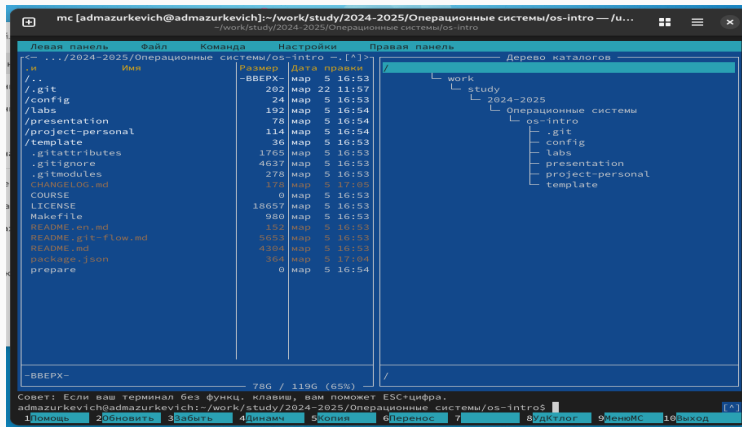 mc [admazurkevich@admazurkevich]:~/work/study/2024-2025/Операционные системы/os-intro — /u...
~/work/study/2024-2025/Операционные системы/os-intro
Левая панель Файл Команда Настройки Правая панель
<— .../2024-2025/Операционные системы/os-intro —.[^]>
.и Имя Размер Дата правки
/.. -ВВЕРХ- мар 5 16:53
/.git 202 мар 22 11:57
/config 24 мар 5 16:53
/labs 192 мар 5 16:54
/presentation 78 мар 5 16:54
/project-personal 114 мар 5 16:54
/template 36 мар 5 16:53
.gitattributes 1765 мар 5 16:53
.gitignore 4637 мар 5 16:53
.gitmodules 278 мар 5 16:53
CHANGELOG.md 178 мар 5 17:05
COURSE 0 мар 5 16:53
LICENSE 18657 мар 5 16:53
Makefile 980 мар 5 16:53
README.en.md 152 мар 5 16:53
README.git-flow.md 5653 мар 5 16:53
README.md 4304 мар 5 16:53
package.json 364 мар 5 17:04
prepare 0 мар 5 16:54
-ВВЕРХ-
78G / 119G (65%)
Дерево каталогов
/
work
study
2024-2025
Операционные системы
os-intro
.git
config
labs
presentation
project-personal
template
/
Совет: Если ваш терминал без функц. клавиш, вам поможет ESC+цифра.
admazurkevich@admazurkevich:~/work/study/2024-2025/Операционные системы/os-intro$ [^]
1Помощь 2Обновить 3Забыть 4Динамч 5Копия 6Перенос 7 8УдКтлог 9МенюMC 10Выход